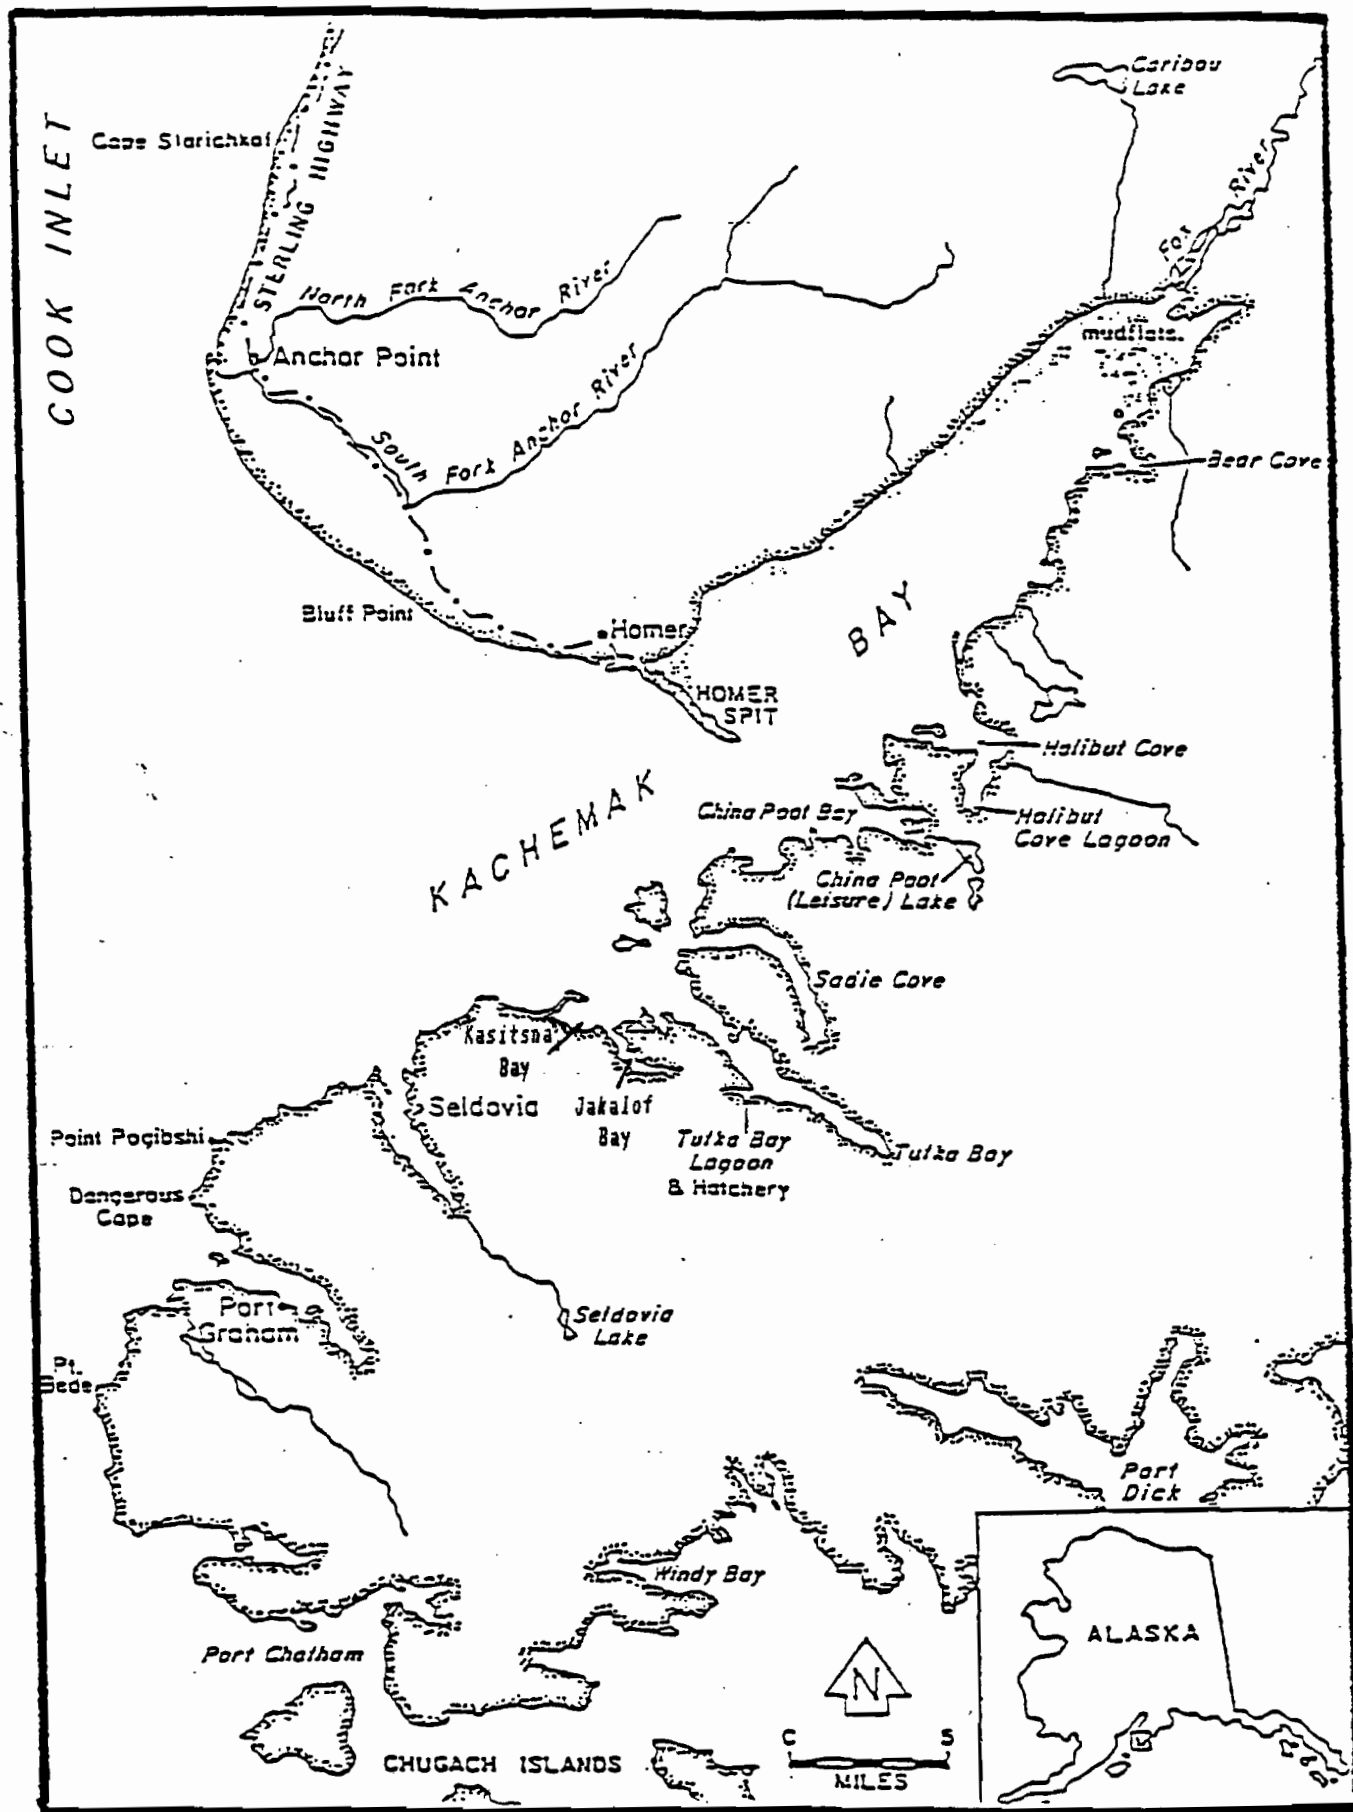 Caribou
Lake
COOK INLET
Cape Starichkof
STERLING HIGHWAY
Fox River
North Fork Anchor River
mudflats
Anchor Point
South Fork Anchor River
Bear Cove
Bluff Point
Homer
KACHEMAK BAY
HOMER
SPIT
Halibut Cove
China Poot Bay
Halibut
Cove Lagoon
China Poot
(Leisure) Lake
Sadie Cove
Kasitsna
Bay
Seldovia
Jakalof
Bay
Point Pogibshi
Tutka Bay
Lagoon
& Hatchery
Tutka Bay
Dangerous
Cape
Port
Graham
Seldovia
Lake
Pt.
Bede
Port
Dick
Windy Bay
ALASKA
Port Chatham
N
CHUGACH ISLANDS
MILES